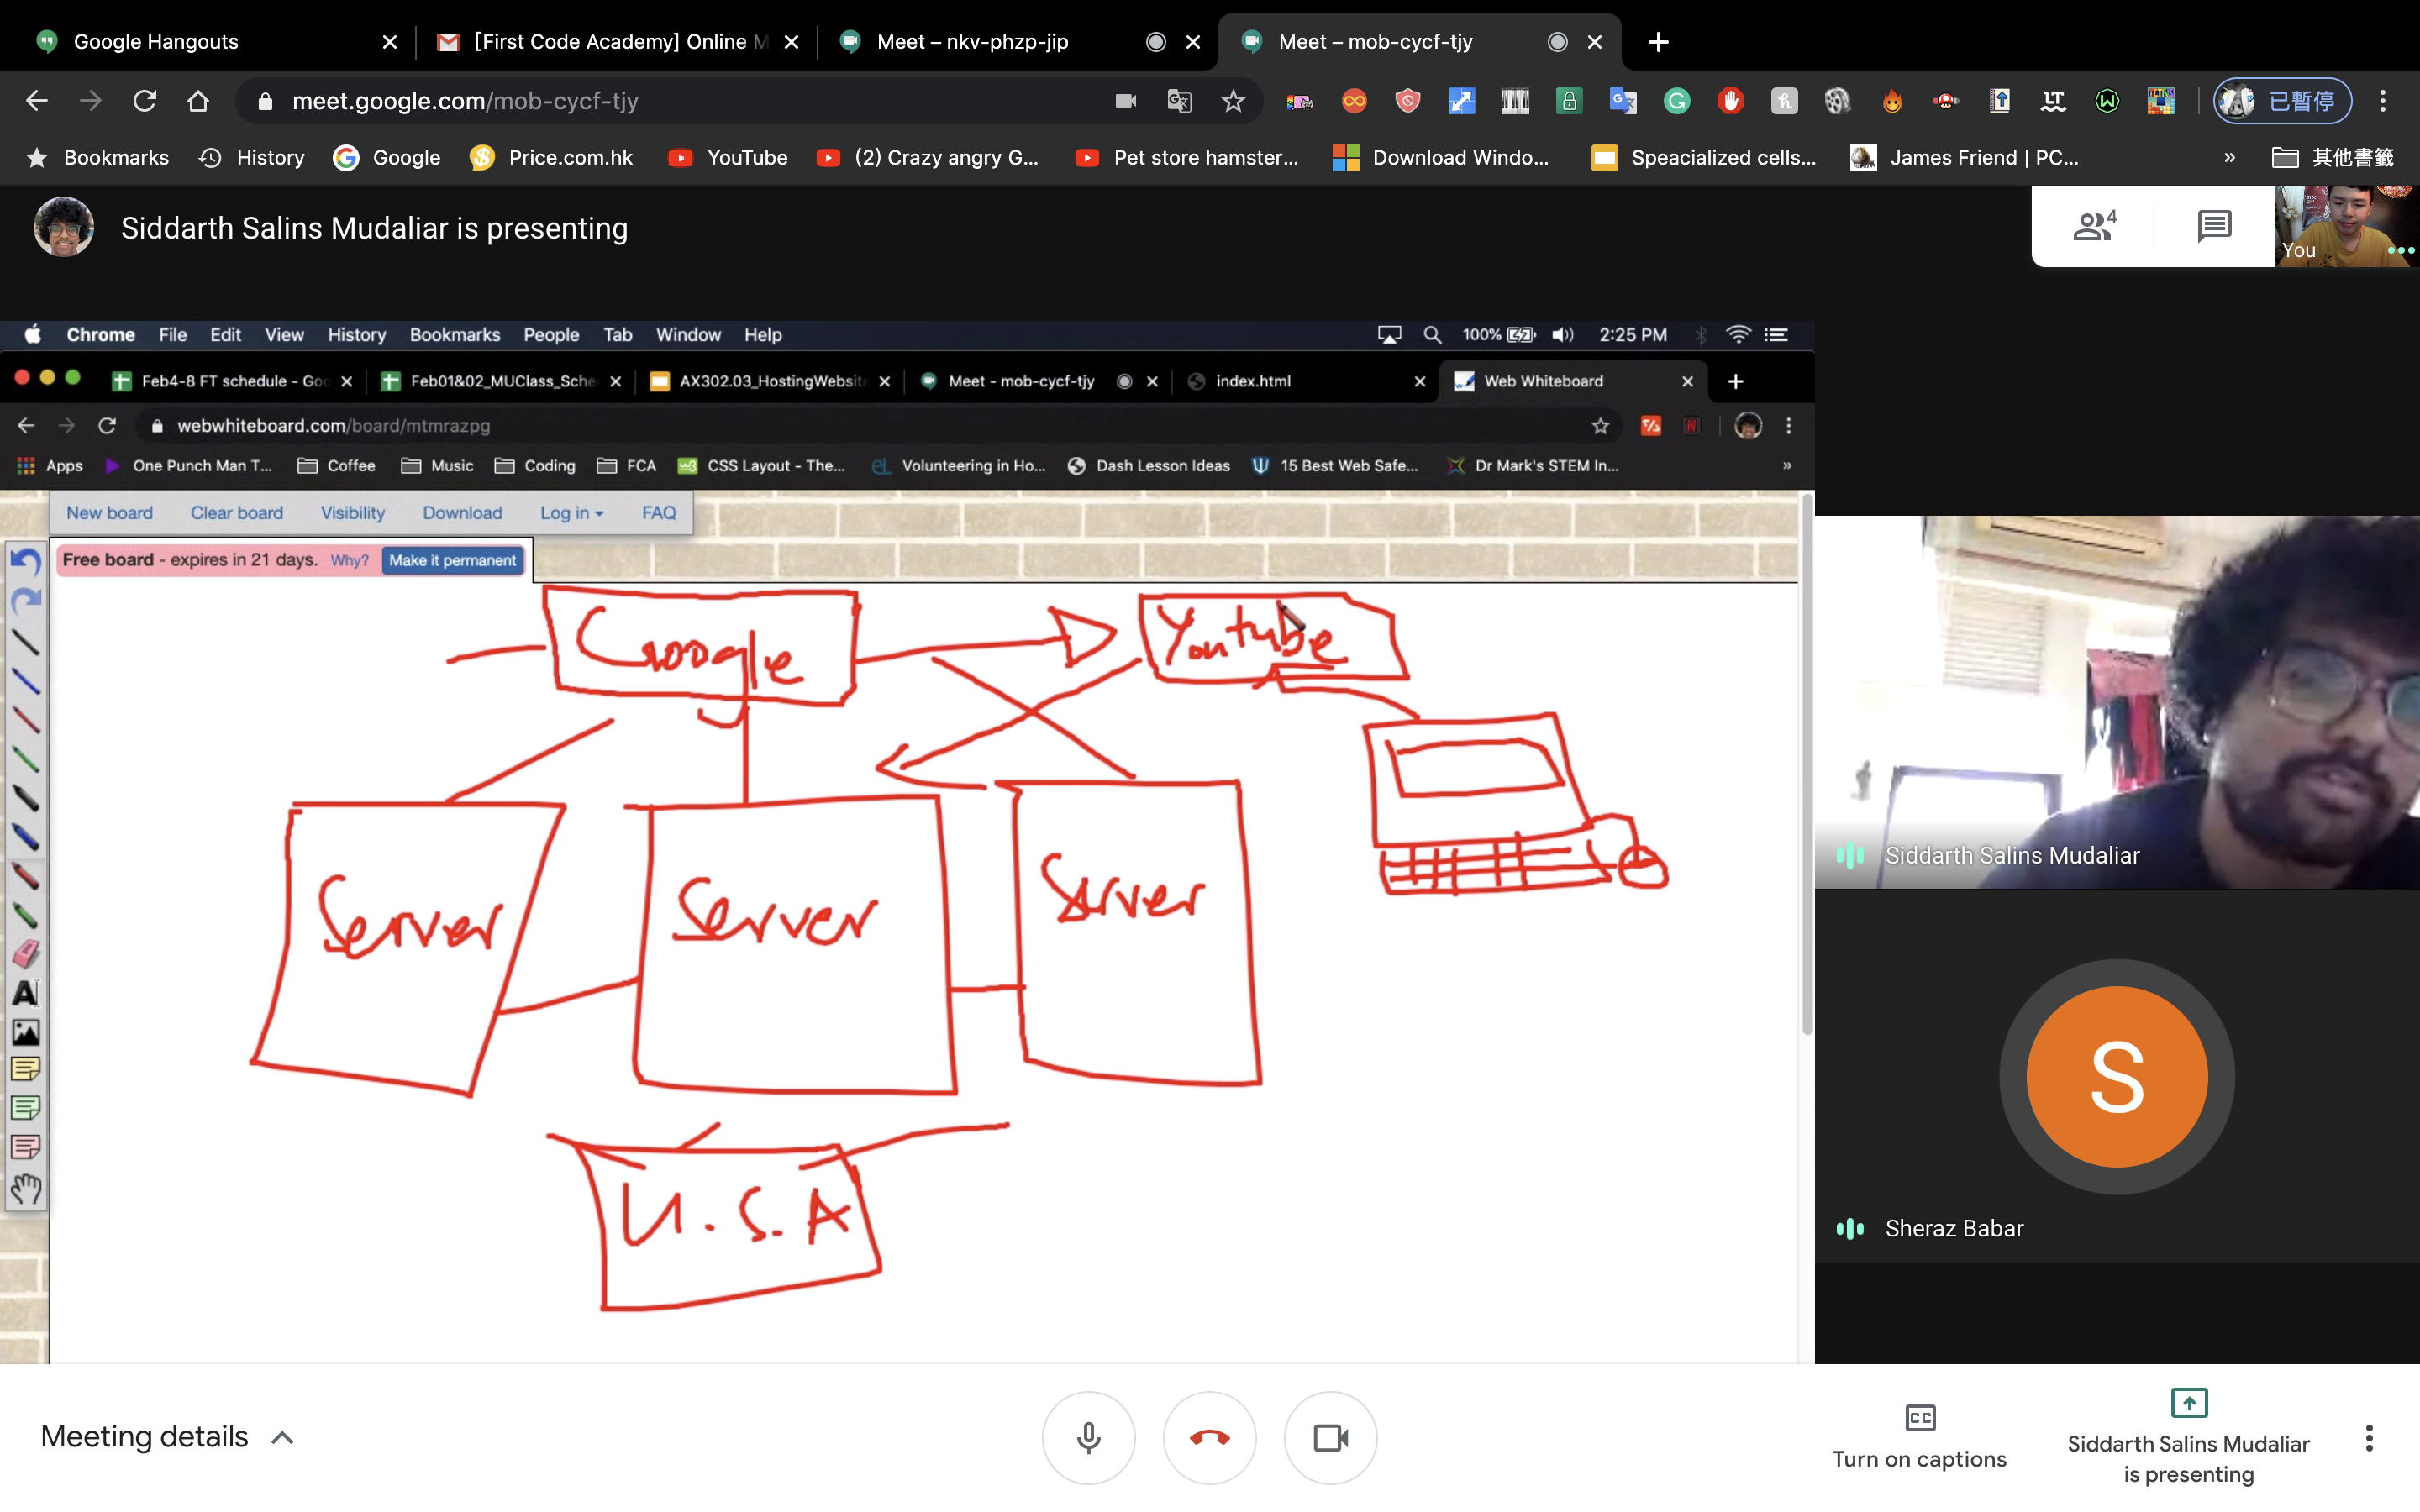 Google Hangouts
[First Code Academy] Online M
Meet – nkv-phzp-jip
Meet – mob-cycf-tjy
meet.google.com/mob-cycf-tjy
已暫停
Bookmarks
History
Google
Price.com.hk
YouTube
(2) Crazy angry G...
Pet store hamster...
Download Windo...
Speacialized cells...
James Friend | PC...
»
其他書籤
Siddarth Salins Mudaliar is presenting
4
You
Chrome File Edit View History Bookmarks People Tab Window Help
100% 2:25 PM
Feb4-8 FT schedule - Goo
Feb01&02_MUClass_Sche
AX302.03_HostingWebsite
Meet - mob-cycf-tjy
index.html
Web Whiteboard
webwhiteboard.com/board/mtmrazpg
Apps
One Punch Man T...
Coffee
Music
Coding
FCA
CSS Layout - The...
Volunteering in Ho...
Dash Lesson Ideas
15 Best Web Safe...
Dr Mark's STEM In...
»
New board Clear board Visibility Download Log in FAQ
Free board - expires in 21 days. Why? Make it permanent
Google
Youtube
Server
Server
Server
U.S.A
Siddarth Salins Mudaliar
S
Sheraz Babar
Meeting details
CC
Turn on captions
Siddarth Salins Mudaliar
is presenting